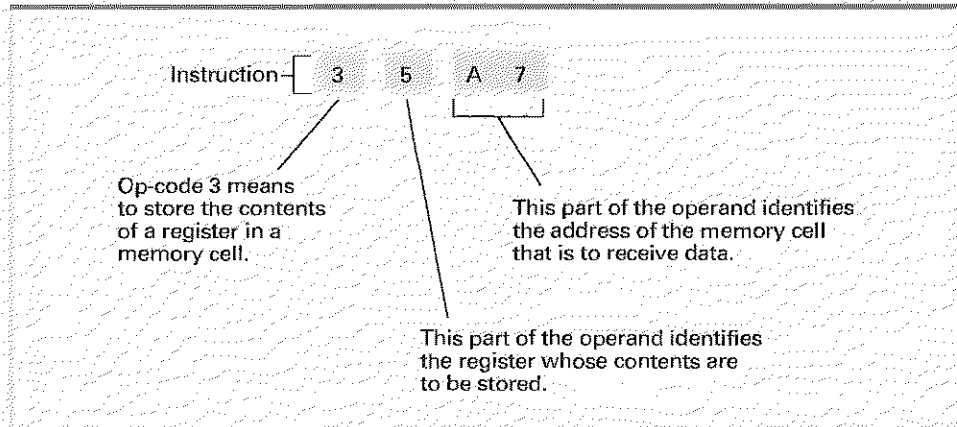 Instruction 3 5 A 7
Op-code 3 means
to store the contents
of a register in a
memory cell.
This part of the operand identifies
the address of the memory cell
that is to receive data.
This part of the operand identifies
the register whose contents are
to be stored.